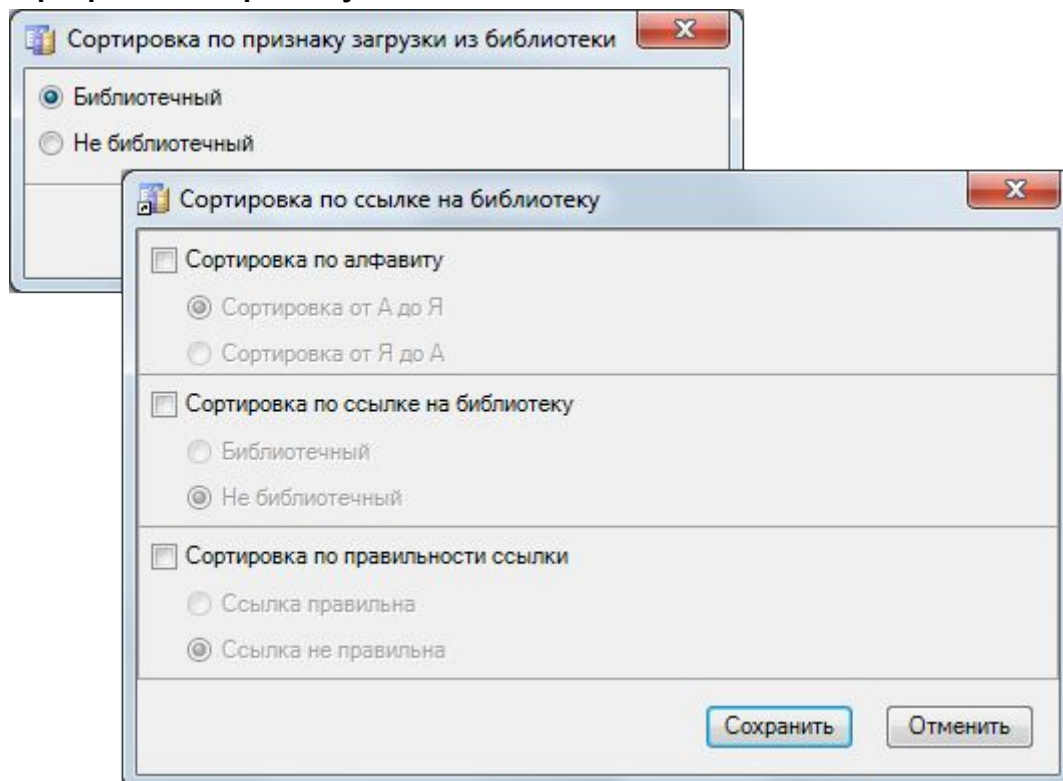 Сортировка по признаку загрузки из библиотеки
Библиотечный
Не библиотечный
Сортировка по ссылке на библиотеку
Сортировка по алфавиту
Сортировка от А до Я
Сортировка от Я до А
Сортировка по ссылке на библиотеку
Библиотечный
Не библиотечный
Сортировка по правильности ссылки
Ссылка правильна
Ссылка не правильна
Сохранить Отменить